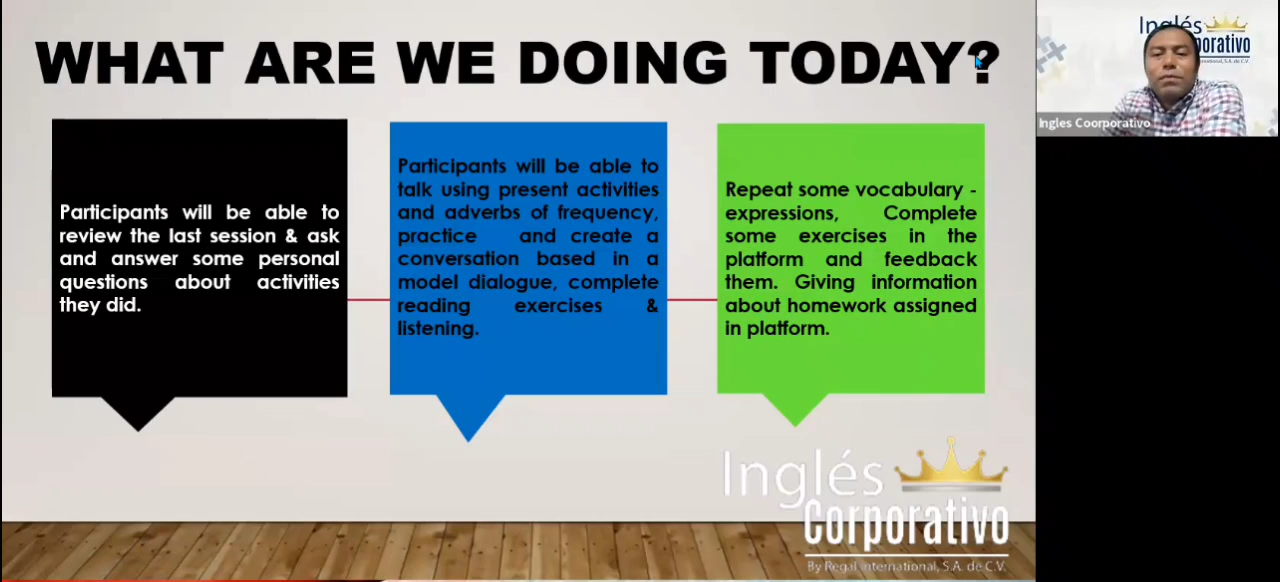 WHAT ARE WE DOING TODAY?
Participants will be able to
review the last session & ask
and answer some personal
questions about activities
they did.
Participants will be able to
talk using present activities
and adverbs of frequency,
practice and create a
conversation based in a
model dialogue, complete
reading exercises &
listening.
Repeat some vocabulary -
expressions, Complete
some exercises in the
platform and feedback
them. Giving information
about homework assigned
in platform.
Inglés
Corporativo
By Regal International, S.A. de C.V.
Inglés
porativo
national, S.A. de C.V.
Ingles Coorporativo